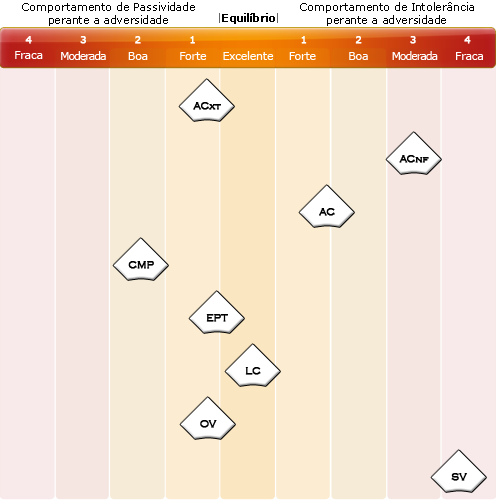 Comportamento de Passividade
perante a adversidade
|Equilíbrio|
Comportamento de Intolerância
perante a adversidade
4 3 2 1 1 2 3 4
Fraca Moderada Boa Forte Excelente Forte Boa Moderada Fraca
ACXT
ACNF
AC
CMP
EPT
LC
OV
SV